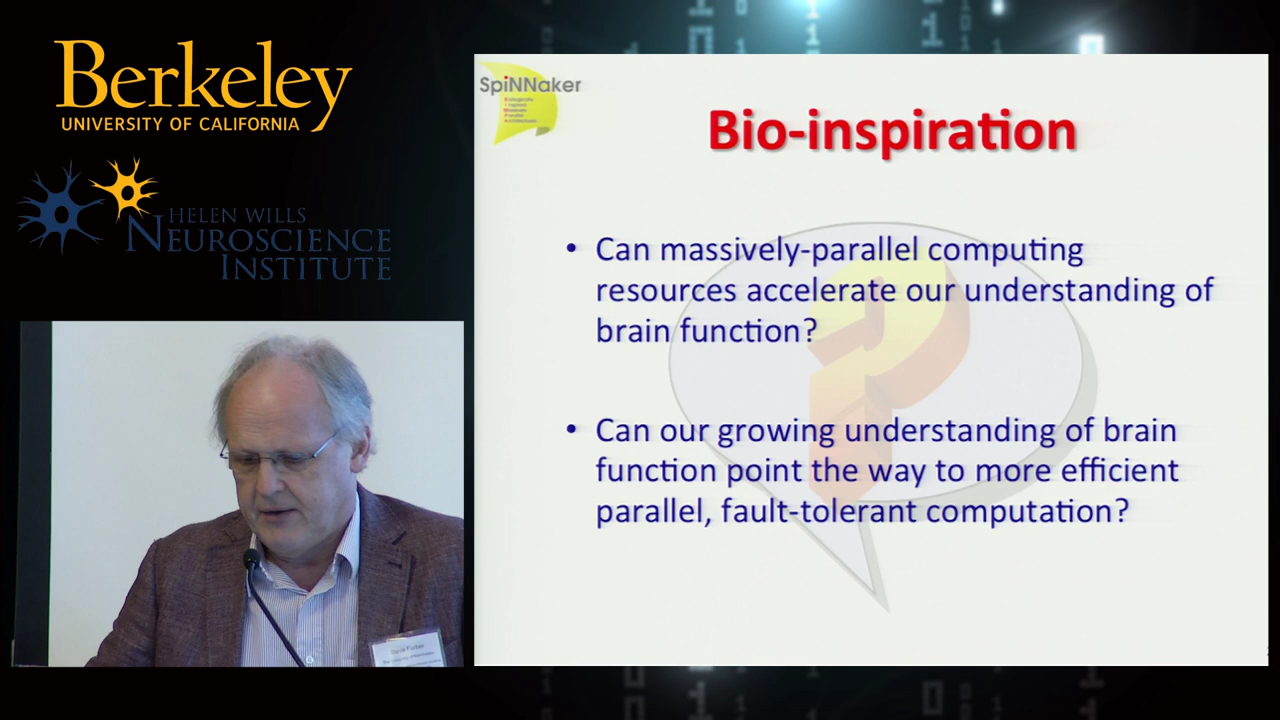 Berkeley
UNIVERSITY OF CALIFORNIA
HELEN WILLS
NEUROSCIENCE
INSTITUTE
SpiNNaker
Bio-inspiration
• Can massively-parallel computing
resources accelerate our understanding of
brain function?
• Can our growing understanding of brain
function point the way to more efficient
parallel, fault-tolerant computation?